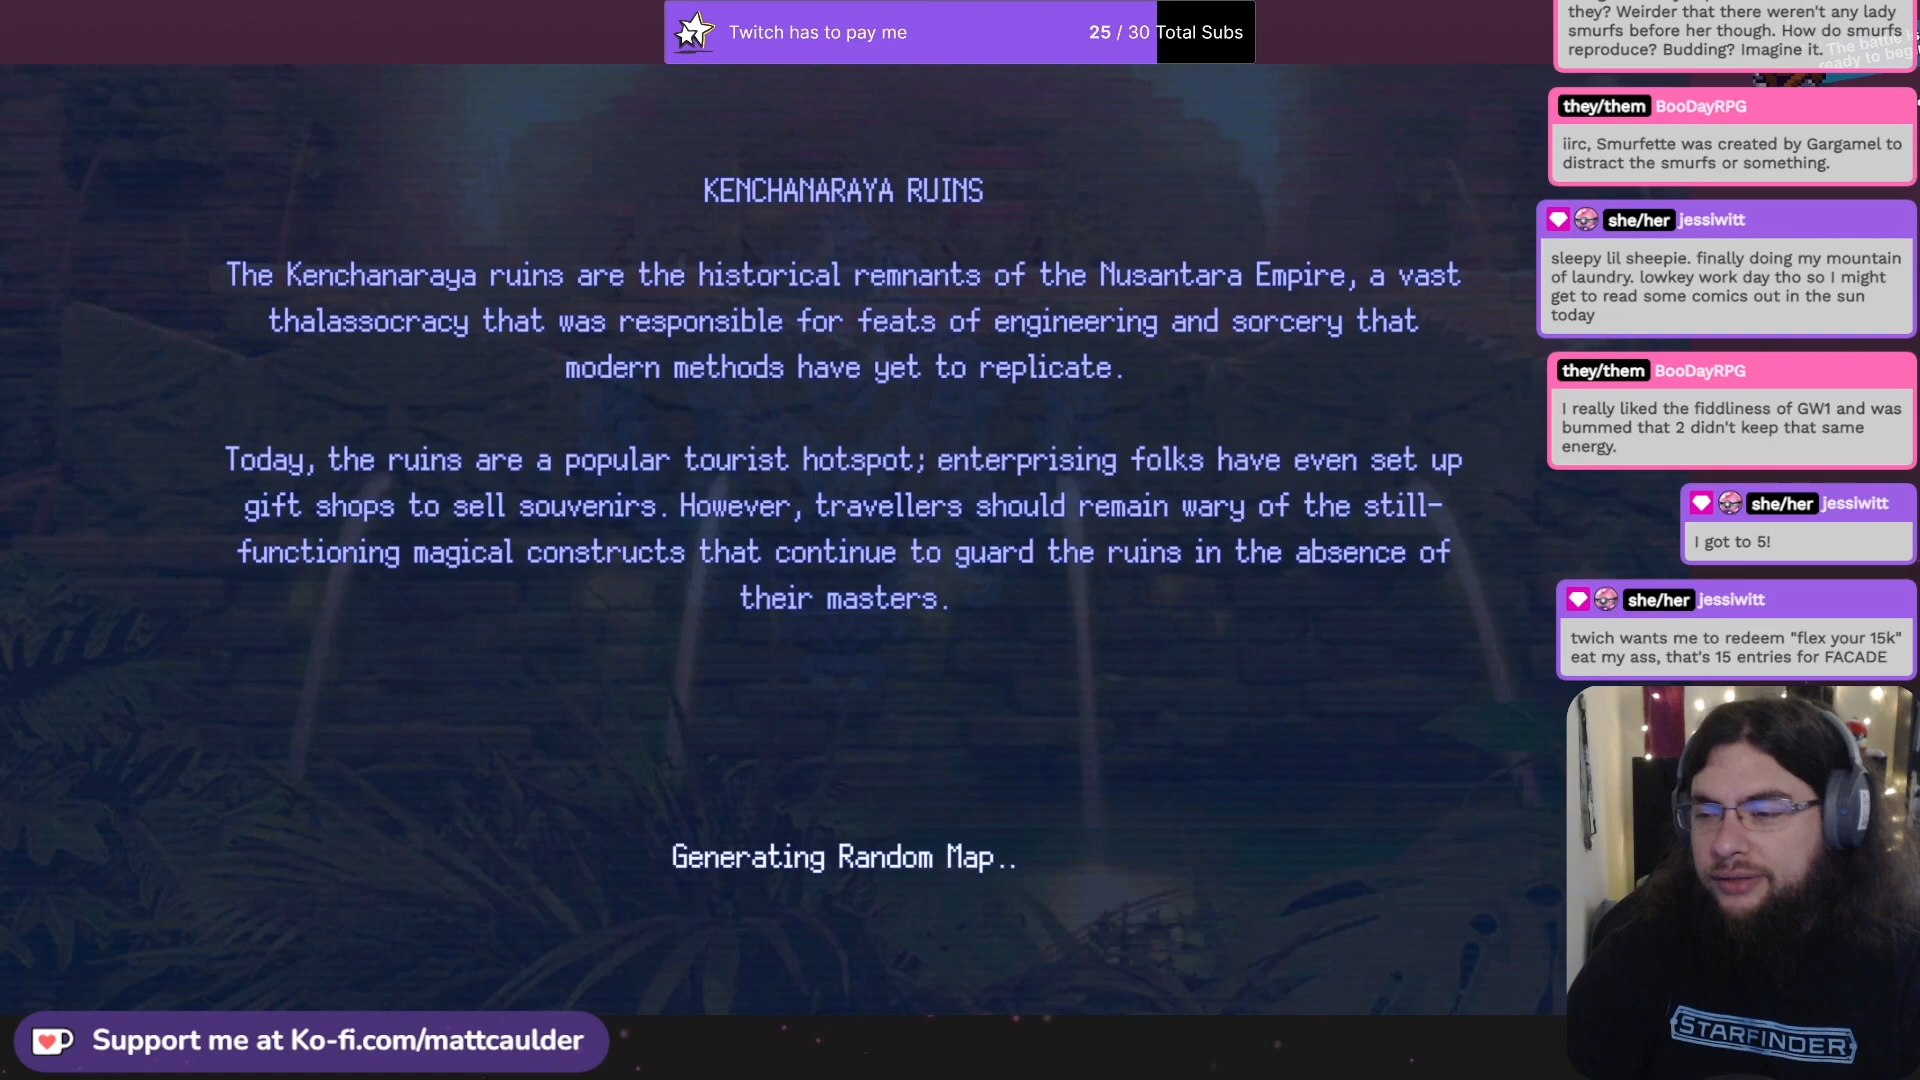 Twitch has to pay me
25 / 30 Total Subs
KENCHANARAYA RUINS
The Kenchanaraya ruins are the historical remnants of the Nusantara Empire, a vast
thalassocracy that was responsible for feats of engineering and sorcery that
modern methods have yet to replicate.
Today, the ruins are a popular tourist hotspot; enterprising folks have even set up
gift shops to sell souvenirs. However, travellers should remain wary of the still-
functioning magical constructs that continue to guard the ruins in the absence of
their masters.
Generating Random Map..
they? Weirder that there weren't any lady
smurfs before her though. How do smurfs
reproduce? Budding? Imagine it.
The battle is
ready to beg
they/them BooDayRPG
iirc, Smurfette was created by Gargamel to
distract the smurfs or something.
she/her jessiwitt
sleepy lil sheepie. finally doing my mountain
of laundry. lowkey work day tho so I might
get to read some comics out in the sun
today
they/them BooDayRPG
I really liked the fiddliness of GW1 and was
bummed that 2 didn't keep that same
energy.
she/her jessiwitt
I got to 5!
she/her jessiwitt
twich wants me to redeem "flex your 15k"
eat my ass, that's 15 entries for FACADE
STARFINDER
Support me at Ko-fi.com/mattcaulder